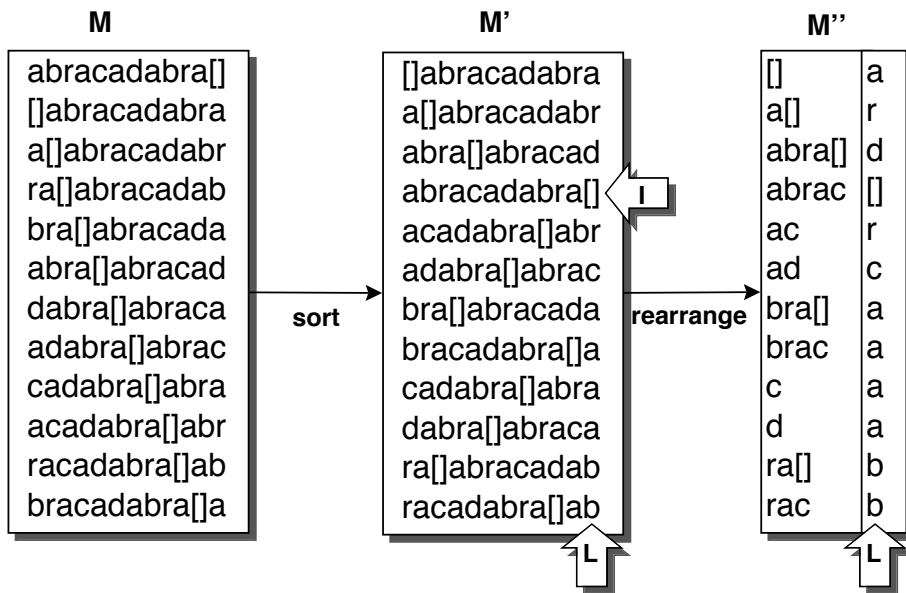 M
abracadabra[]
[]abracadabra
a[]abracadabr
ra[]abracadab
bra[]abracada
abra[]abracad
dabra[]abraca
adabra[]abrac
cadabra[]abra
acadabra[]abr
racadabra[]ab
bracadabra[]a
sort
M'
[]abracadabra
a[]abracadabr
abra[]abracad
abracadabra[]
I
acadabra[]abr
adabra[]abrac
bra[]abracada
bracadabra[]a
cadabra[]abra
dabra[]abraca
ra[]abracadab
racadabra[]ab
L
rearrange
M''
[] a
a[] r
abra[] d
abrac []
ac r
ad c
bra[] a
brac a
c a
d a
ra[] b
rac b
L